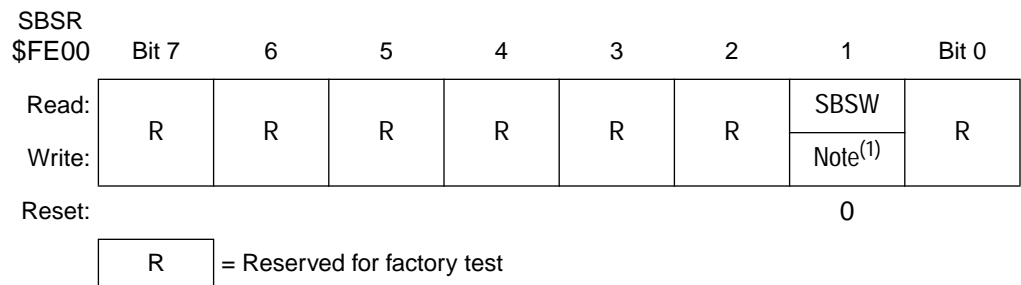 SBSR
$FE00 Bit 7 6 5 4 3 2 1 Bit 0
Read: SBSW
R R R R R R R
Write: Note(1)
Reset: 0
R = Reserved for factory test